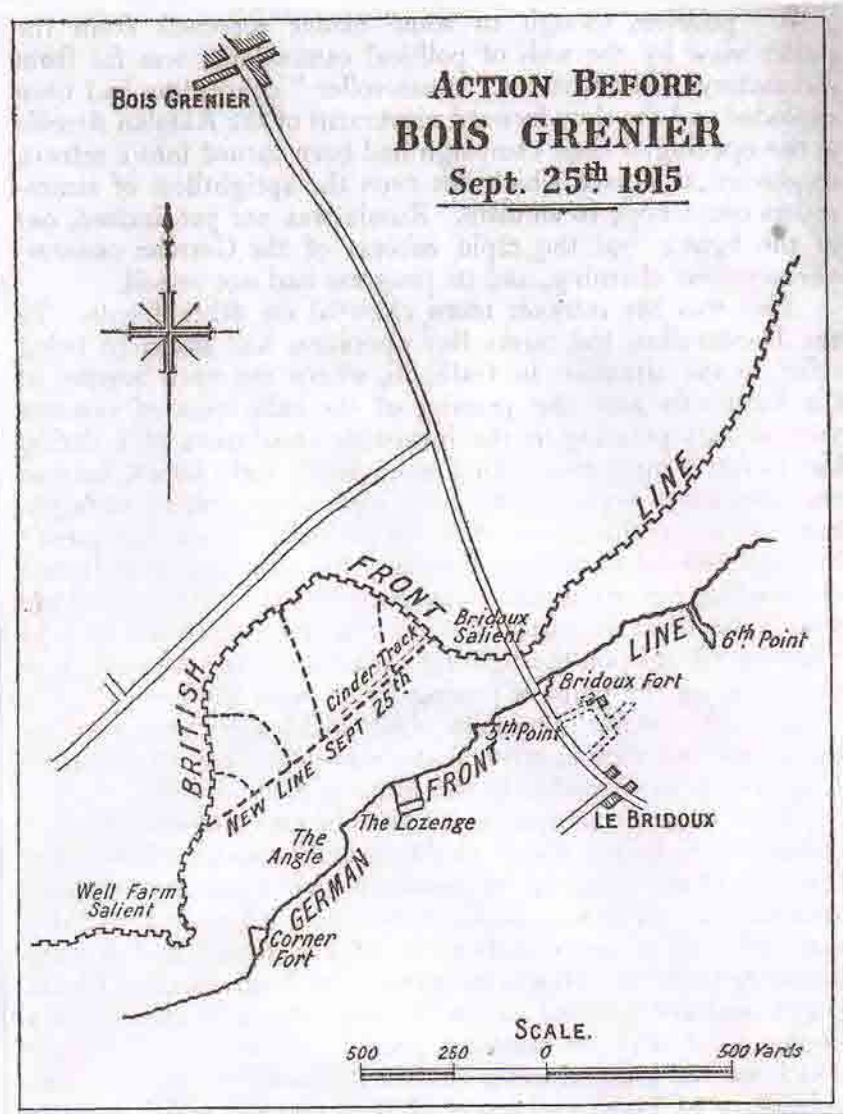 ACTION BEFORE
BOIS GRENIER
Sept. 25th 1915
BOIS GRENIER
BRITISH FRONT LINE
Bridoux
Salient
LINE
6th Point
Bridoux Fort
Cinder Track
NEW LINE SEPT 25th
5th Point
FRONT
The Lozenge
LE BRIDOUX
The
Angle
GERMAN
Well Farm
Salient
Corner
Fort
SCALE.
500 250 0 500 Yards